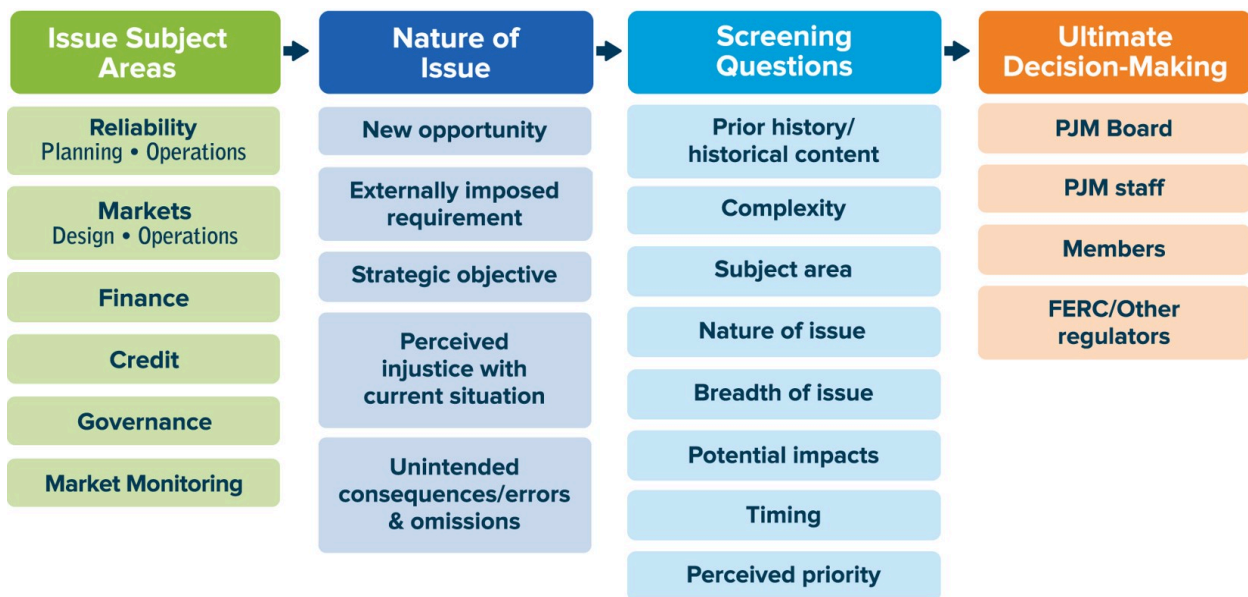 Issue Subject
Areas
Reliability
Planning • Operations
Markets
Design • Operations
Finance
Credit
Governance
Market Monitoring
Nature of
Issue
New opportunity
Externally imposed
requirement
Strategic objective
Perceived
injustice with
current situation
Unintended
consequences/errors
& omissions
Screening
Questions
Prior history/
historical content
Complexity
Subject area
Nature of issue
Breadth of issue
Potential impacts
Timing
Perceived priority
Ultimate
Decision-Making
PJM Board
PJM staff
Members
FERC/Other
regulators